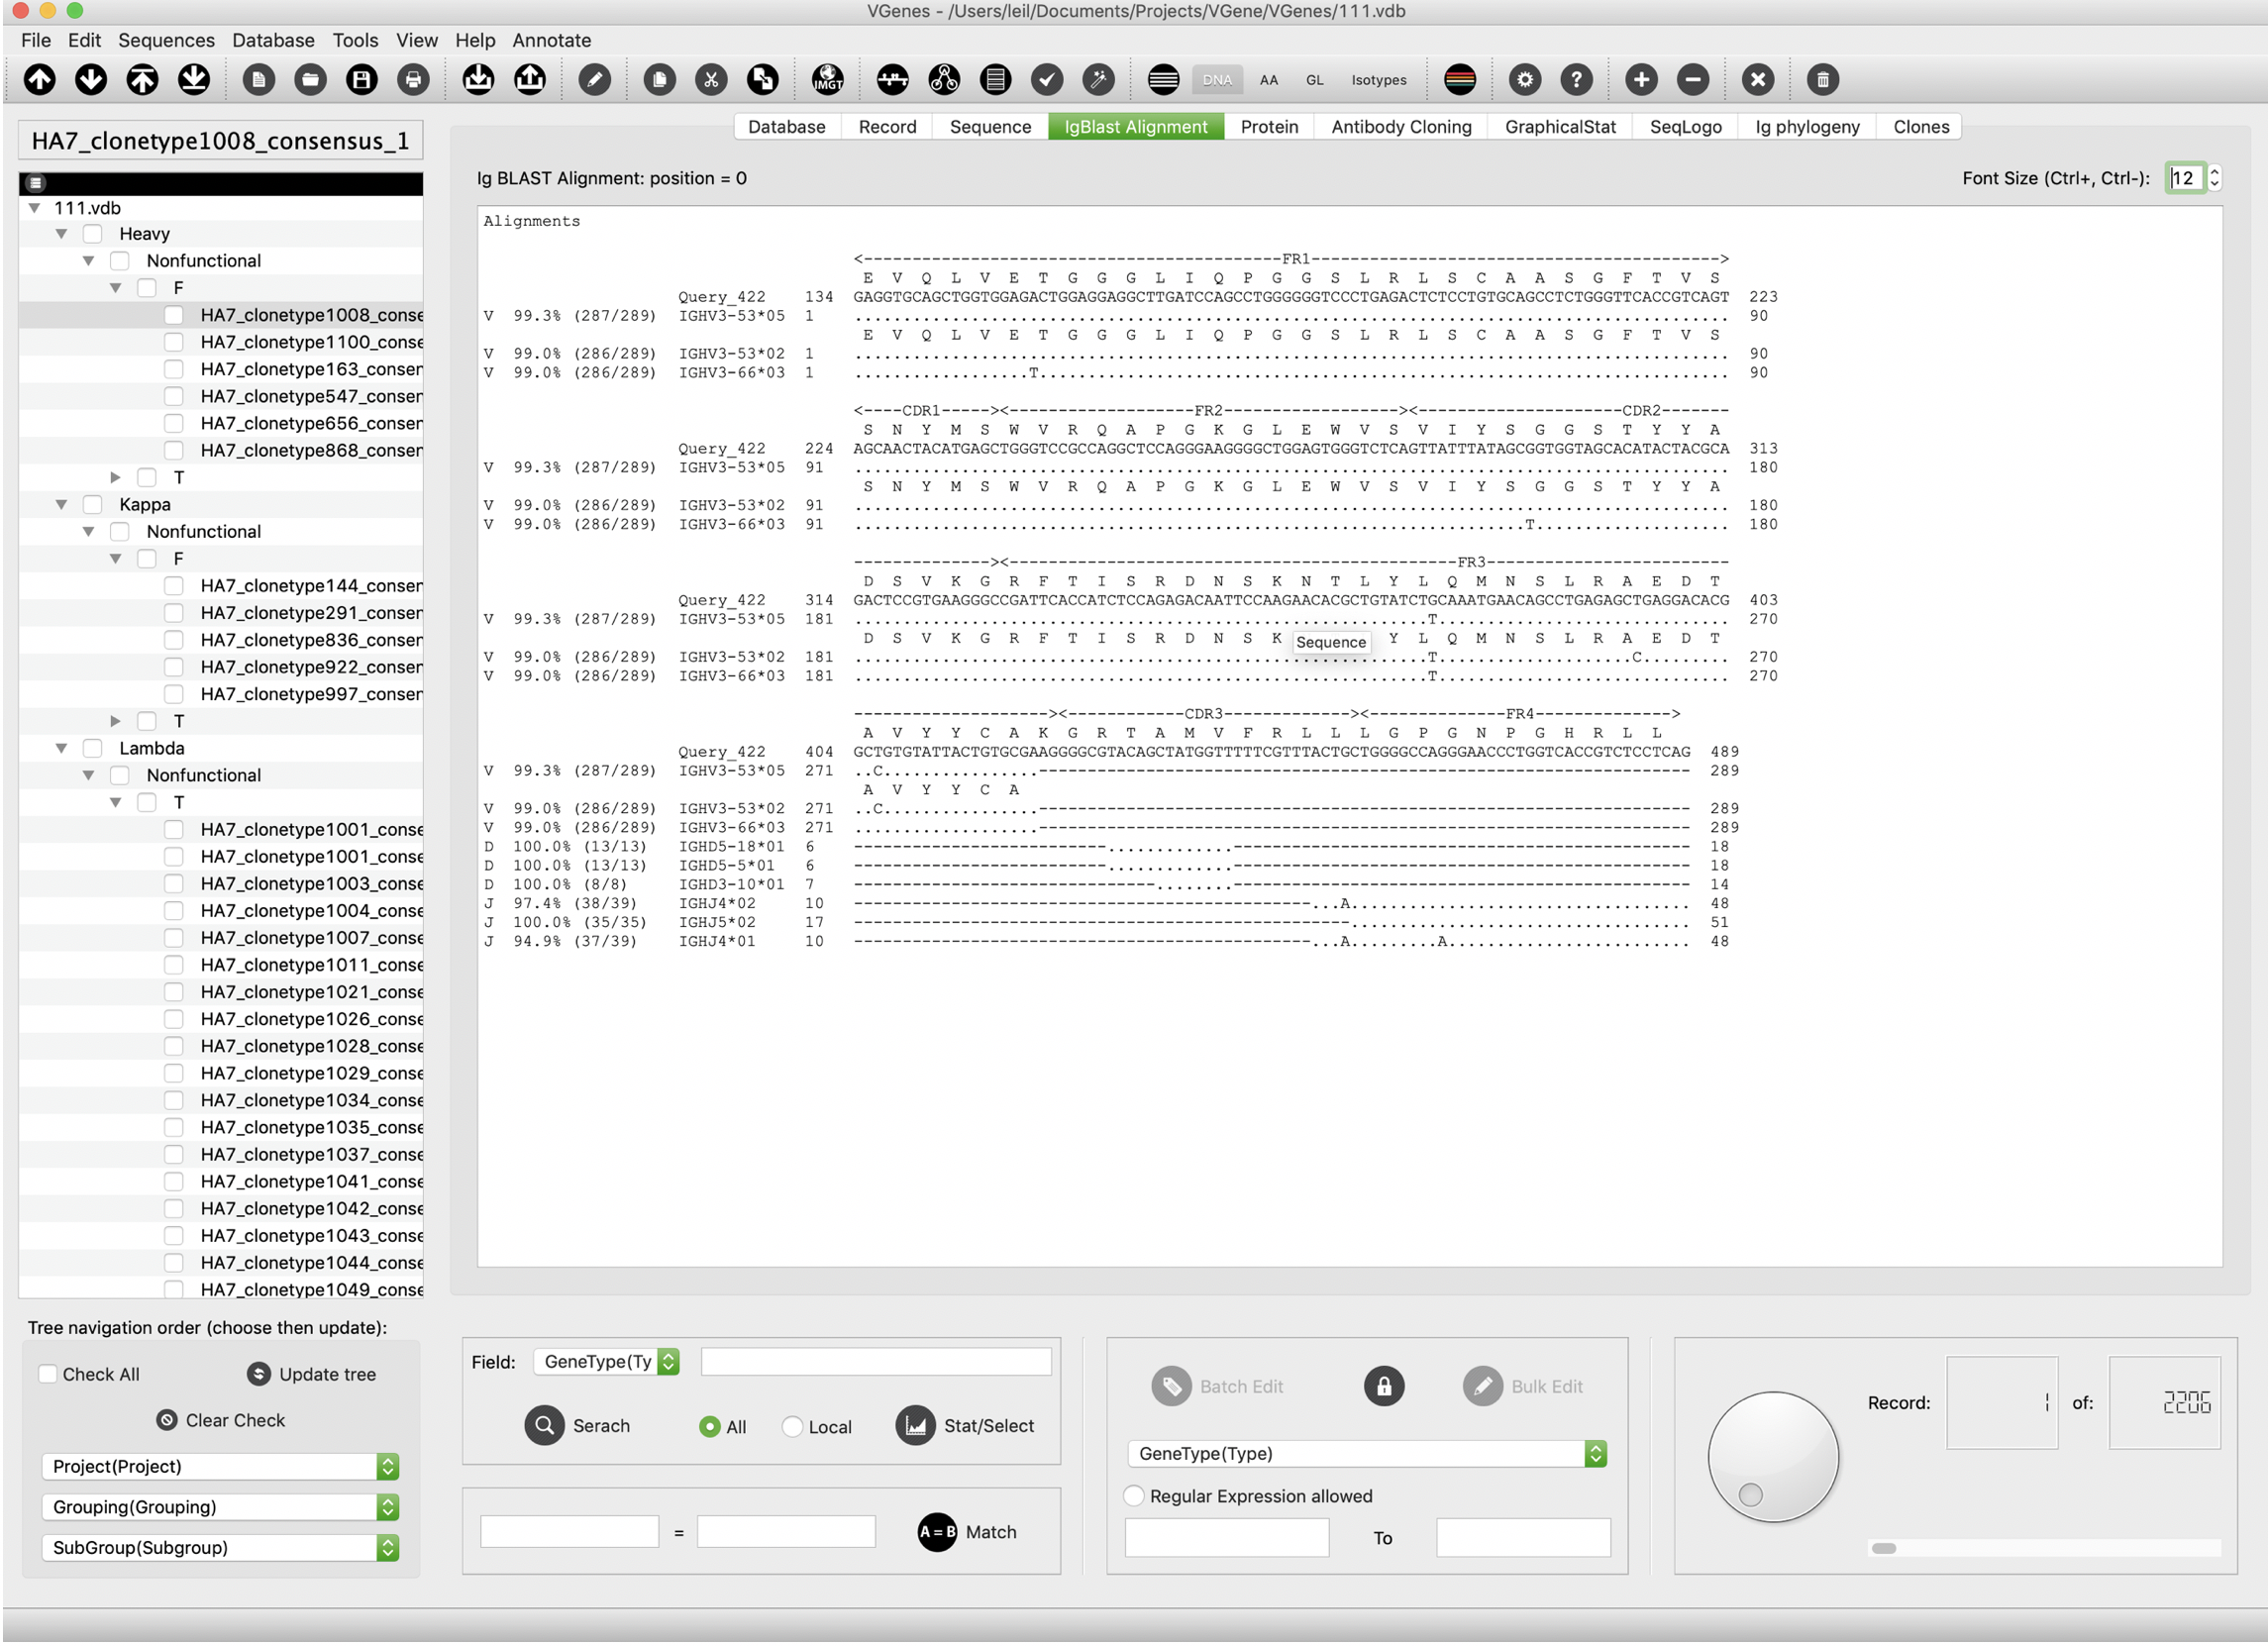 VGenes - /Users/leil/Documents/Projects/VGene/VGenes/111.vdb
File Edit Sequences Database Tools View Help Annotate
IMGT DNA AA GL Isotypes
HA7_clonetype1008_consensus_1
Database Record Sequence IgBlast Alignment Protein Antibody Cloning GraphicalStat SeqLogo Ig phylogeny Clones
Ig BLAST Alignment: position = 0
Font Size (Ctrl+, Ctrl-): 12
111.vdb
Heavy
Nonfunctional
F
HA7_clonetype1008_conse
HA7_clonetype1100_conse
HA7_clonetype163_conser
HA7_clonetype547_conser
HA7_clonetype656_conser
HA7_clonetype868_conser
T
Kappa
Nonfunctional
F
HA7_clonetype144_conser
HA7_clonetype291_conser
HA7_clonetype836_conser
HA7_clonetype922_conser
HA7_clonetype997_conser
T
Lambda
Nonfunctional
T
HA7_clonetype1001_conse
HA7_clonetype1001_conse
HA7_clonetype1003_conse
HA7_clonetype1004_conse
HA7_clonetype1007_conse
HA7_clonetype1011_conse
HA7_clonetype1021_conse
HA7_clonetype1026_conse
HA7_clonetype1028_conse
HA7_clonetype1029_conse
HA7_clonetype1034_conse
HA7_clonetype1035_conse
HA7_clonetype1037_conse
HA7_clonetype1041_conse
HA7_clonetype1042_conse
HA7_clonetype1043_conse
HA7_clonetype1044_conse
HA7_clonetype1049_conse
Alignments
<-------------------------------------------FR1------------------------------------------->
E V Q L V E T G G G L I Q P G G S L R L S C A A S G F T V S
Query_422 134 GAGGTGCAGCTGGTGGAGACTGGAGGAGGCTTGATCCAGCCTGGGGGGTCCCTGAGACTCTCCTGTGCAGCCTCTGGGTTCACCGTCAGT 223
V 99.3% (287/289) IGHV3-53*05 1 .......................................................................................... 90
E V Q L V E T G G G L I Q P G G S L R L S C A A S G F T V S
V 99.0% (286/289) IGHV3-53*02 1 .......................................................................................... 90
V 99.0% (286/289) IGHV3-66*03 1 ..................T....................................................................... 90
<----CDR1-----><-------------------FR2------------------><---------------------CDR2-------
S N Y M S W V R Q A P G K G L E W V S V I Y S G G S T Y Y A
Query_422 224 AGCAACTACATGAGCTGGGTCCGCCAGGCTCCAGGGAAGGGGCTGGAGTGGGTCTCAGTTATTTATAGCGGTGGTAGCACATACTACGCA 313
V 99.3% (287/289) IGHV3-53*05 91 .......................................................................................... 180
S N Y M S W V R Q A P G K G L E W V S V I Y S G G S T Y Y A
V 99.0% (286/289) IGHV3-53*02 91 .......................................................................................... 180
V 99.0% (286/289) IGHV3-66*03 91 .....................................................................T.................... 180
--------------><----------------------------------------------FR3-------------------------
D S V K G R F T I S R D N S K N T L Y L Q M N S L R A E D T
Query_422 314 GACTCCGTGAAGGGCCGATTCACCATCTCCAGAGACAATTCCAAGAACACGCTGTATCTGCAAATGAACAGCCTGAGAGCTGAGGACACG 403
V 99.3% (287/289) IGHV3-53*05 181 ...........................................................T.............................. 270
D S V K G R F T I S R D N S K Y L Q M N S L R A E D T
Sequence
V 99.0% (286/289) IGHV3-53*02 181 ...........................................................T....................C......... 270
V 99.0% (286/289) IGHV3-66*03 181 ...........................................................T.............................. 270
--------------------><------------CDR3-------------><--------------FR4-------------->
A V Y Y C A K G R T A M V F R L L L G P G N P G H R L L
Query_422 404 GCTGTGTATTACTGTGCGAAGGGGCGTACAGCTATGGTTTTTCGTTTACTGCTGGGGCCAGGGAACCCTGGTCACCGTCTCCTCAG 489
V 99.3% (287/289) IGHV3-53*05 271 ..C................------------------------------------------------------------------- 289
A V Y Y C A
V 99.0% (286/289) IGHV3-53*02 271 ..C................------------------------------------------------------------------- 289
V 99.0% (286/289) IGHV3-66*03 271 ...................------------------------------------------------------------------- 289
D 100.0% (13/13) IGHD5-18*01 6 --------------------------.............----------------------------------------------- 18
D 100.0% (13/13) IGHD5-5*01 6 --------------------------.............----------------------------------------------- 18
D 100.0% (8/8) IGHD3-10*01 7 -------------------------------........----------------------------------------------- 14
J 97.4% (38/39) IGHJ4*02 10 -----------------------------------------------...A................................... 48
J 100.0% (35/35) IGHJ5*02 17 ---------------------------------------------------................................... 51
J 94.9% (37/39) IGHJ4*01 10 -----------------------------------------------...A.........A......................... 48
Tree navigation order (choose then update):
Check All Update tree
Clear Check
Project(Project)
Grouping(Grouping)
SubGroup(Subgroup)
Field: GeneType(Ty
Serach All Local Stat/Select
= A=B Match
Batch Edit Bulk Edit
GeneType(Type)
Regular Expression allowed
To
Record: 1 of: 2206